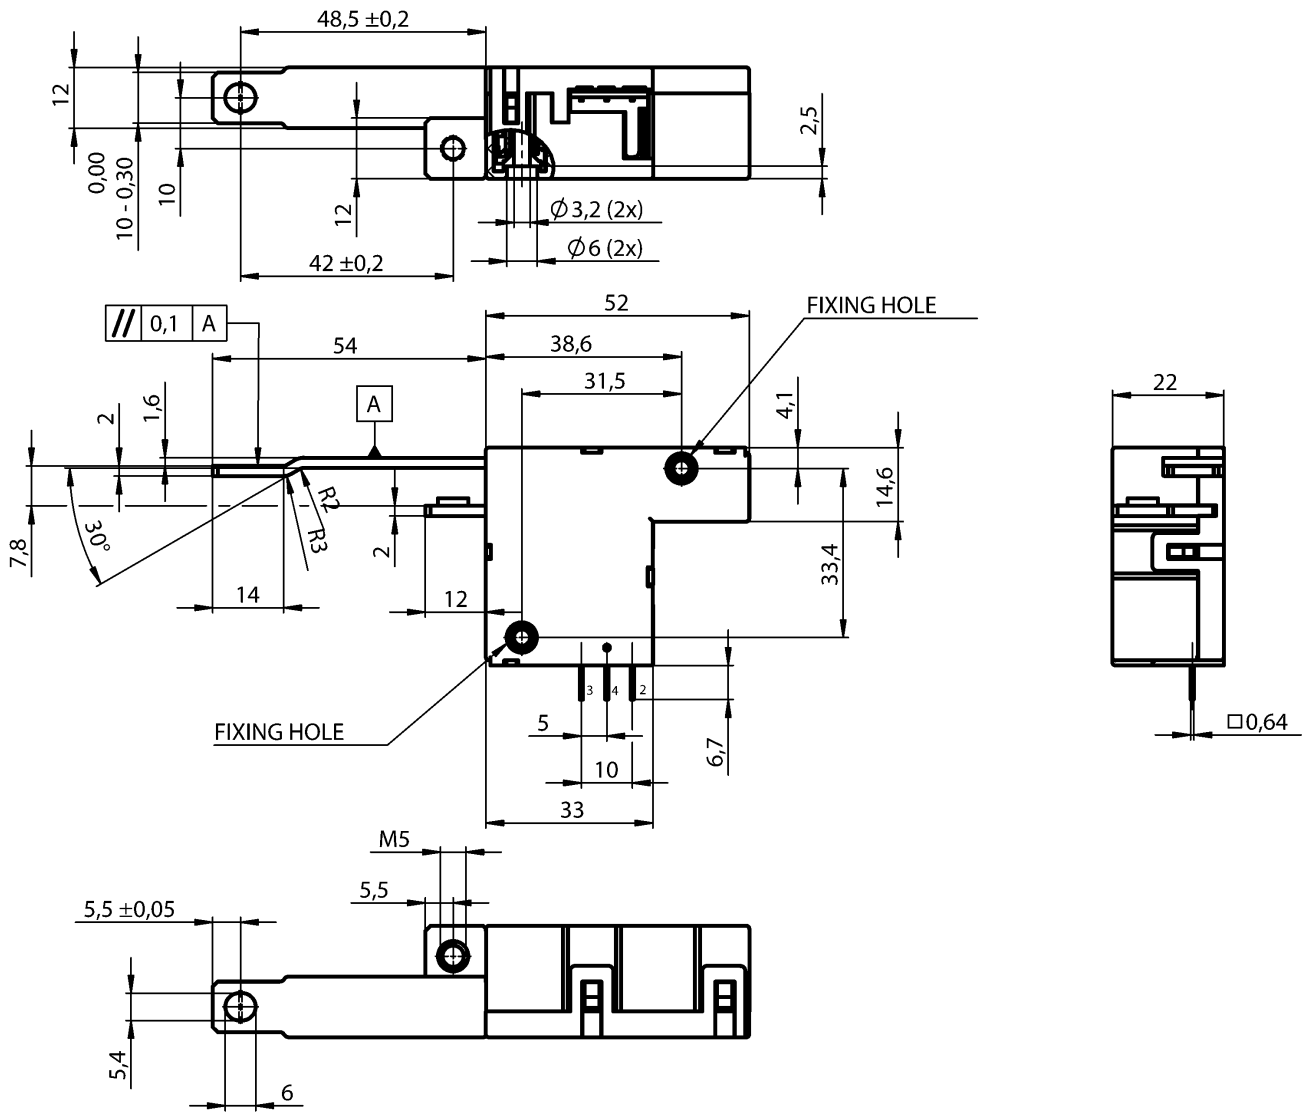 48,5 ±0,2
12
0,00
10 - 0,30
10
12
2,5
Ø3,2 (2x)
Ø6 (2x)
42 ±0,2
52
FIXING HOLE
// 0,1 A
54
38,6
31,5
22
2
1,6
A
4,1
14,6
R2
R3
30°
7,8
2
33,4
14
12
3 4 2
FIXING HOLE
5
6,7
□0,64
10
33
M5
5,5
5,5 ±0,05
5,4
6